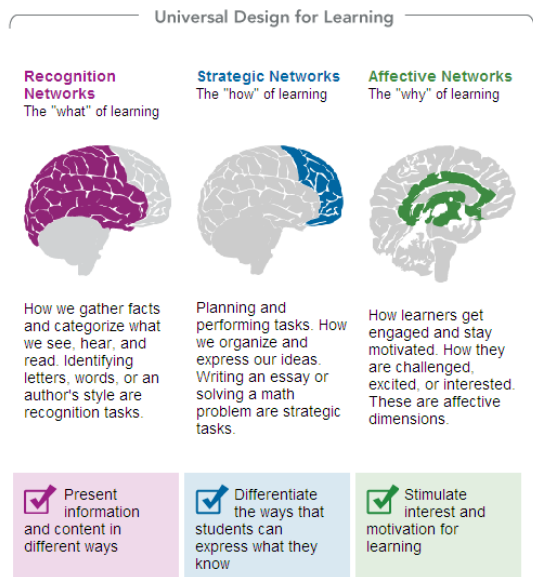 Universal Design for Learning
Recognition
Networks
The "what" of learning
How we gather facts
and categorize what
we see, hear, and
read. Identifying
letters, words, or an
author's style are
recognition tasks.
Present
information
and content in
different ways
Strategic Networks
The "how" of learning
Planning and
performing tasks. How
we organize and
express our ideas.
Writing an essay or
solving a math
problem are strategic
tasks.
Differentiate
the ways that
students can
express what they
know
Affective Networks
The "why" of learning
How learners get
engaged and stay
motivated. How they
are challenged,
excited, or interested.
These are affective
dimensions.
Stimulate
interest and
motivation for
learning